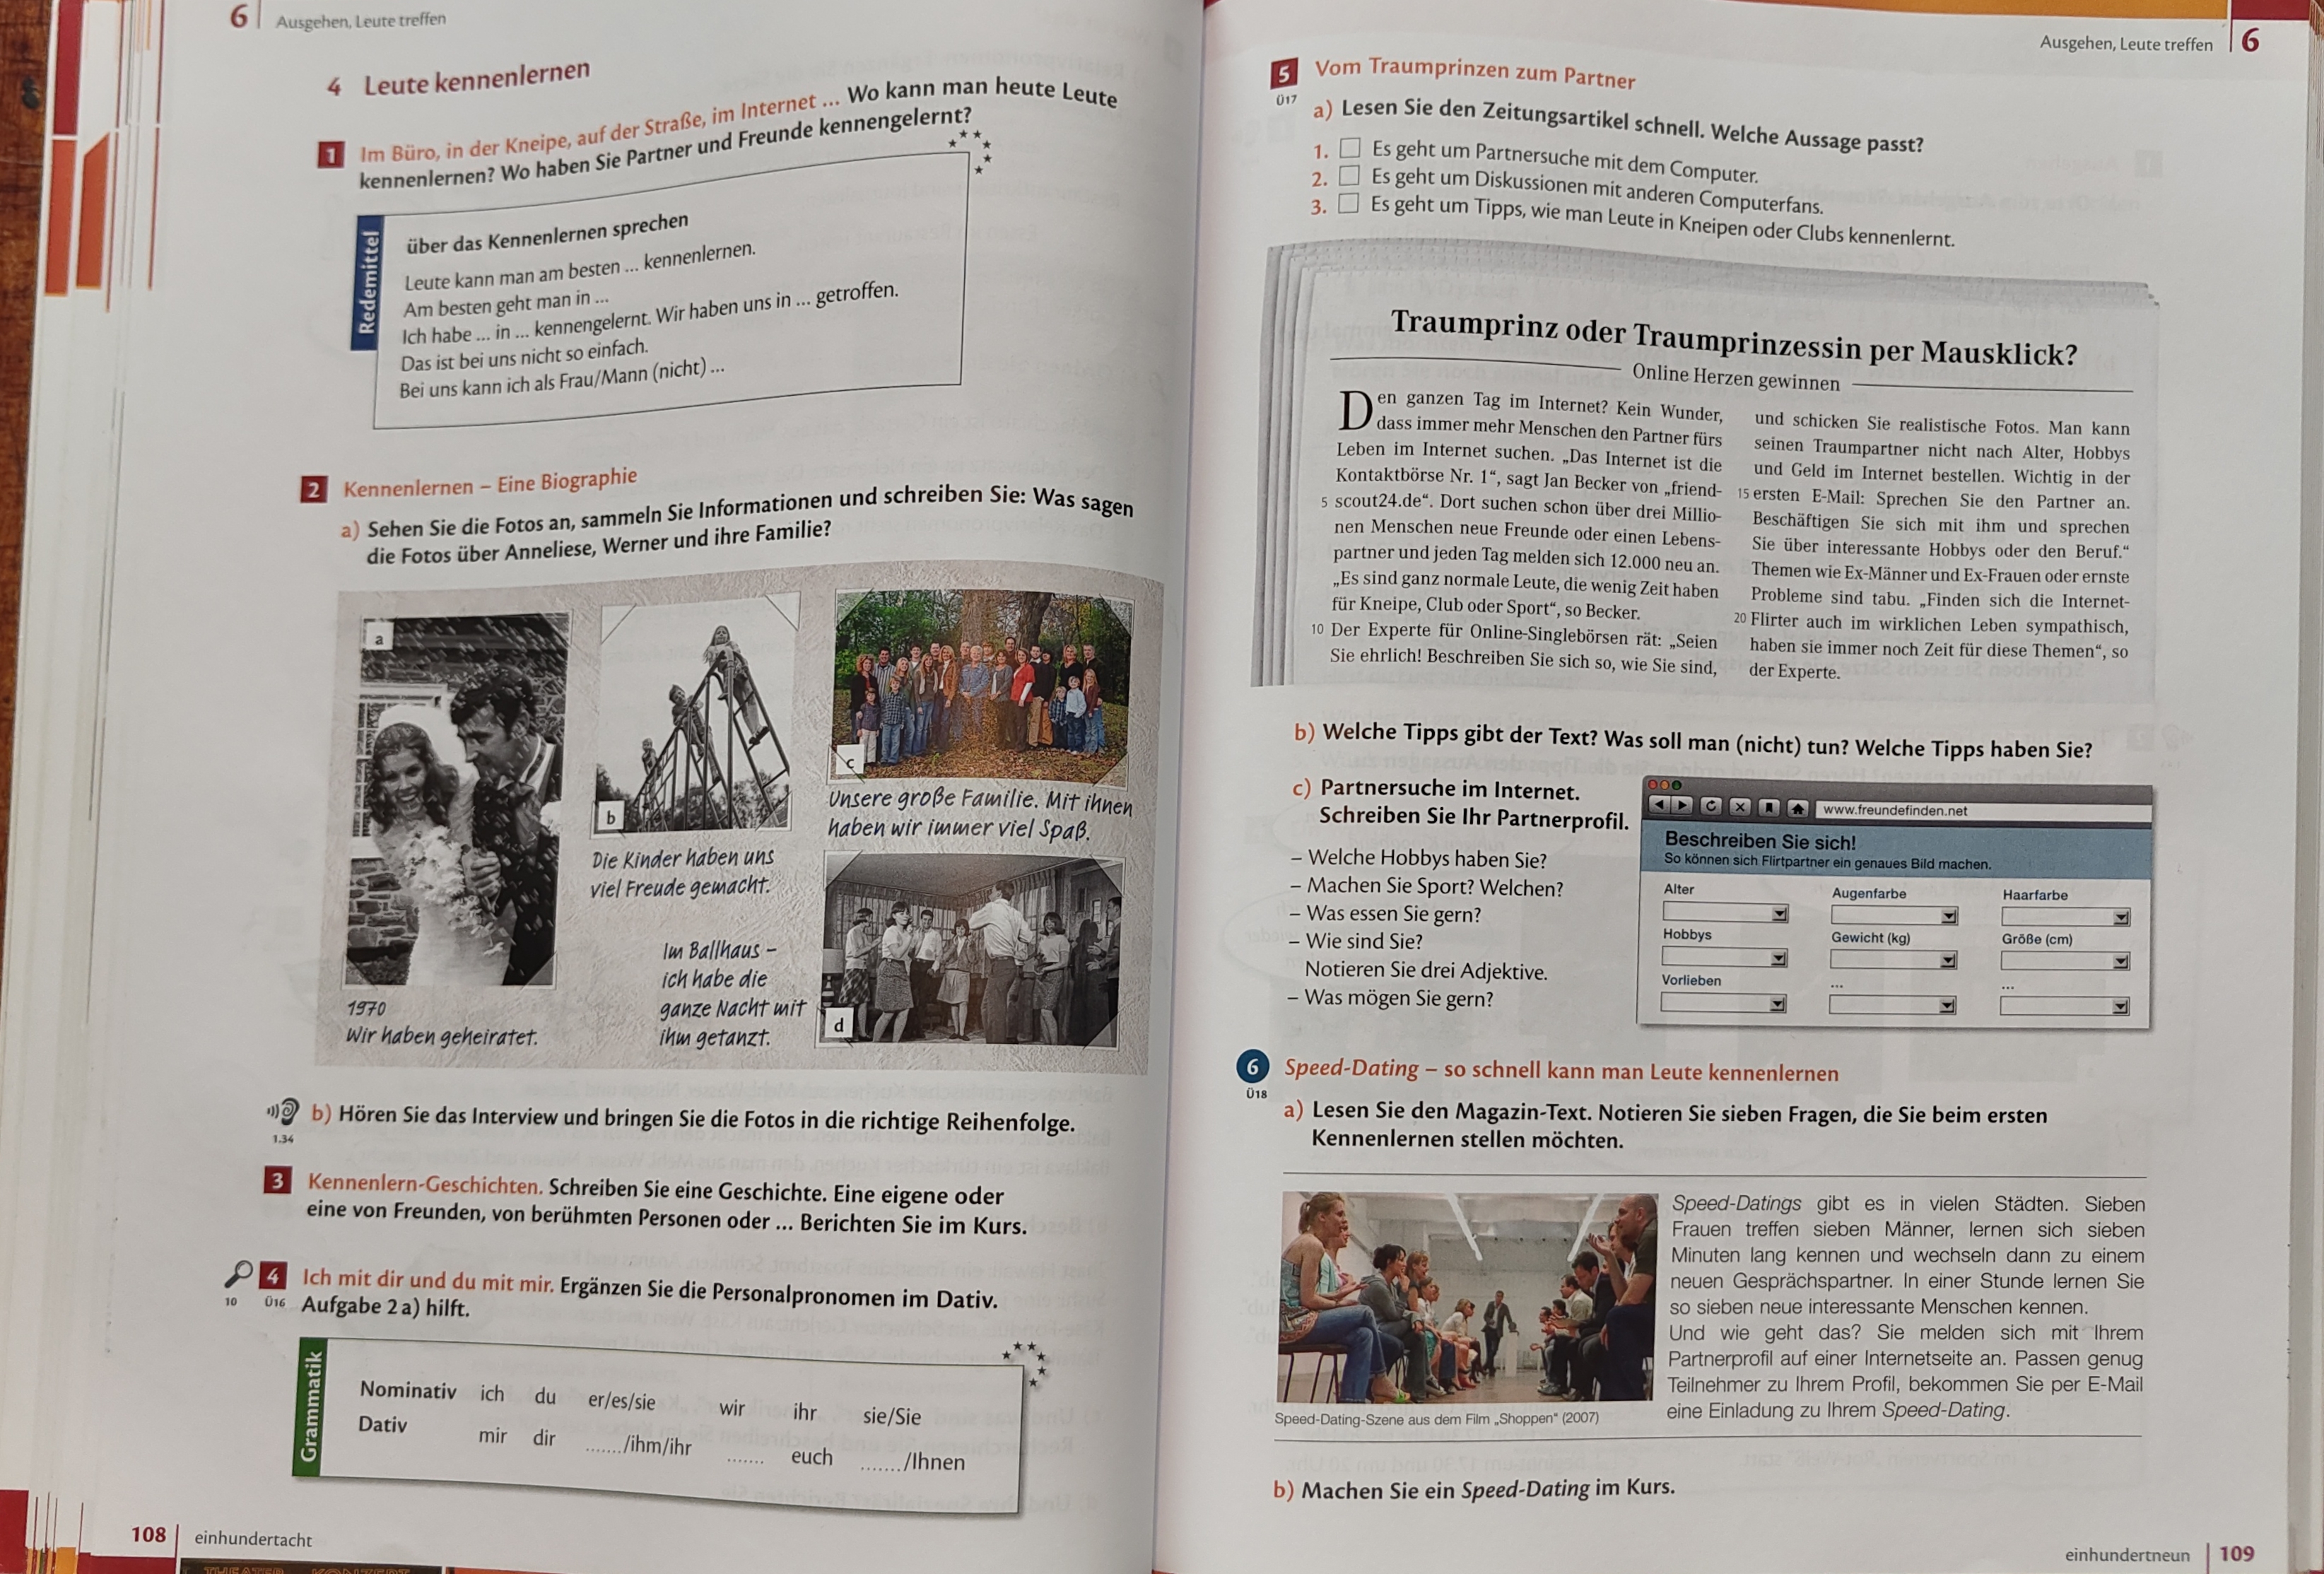 6 Ausgehen, Leute treffen
4 Leute kennenlernen
1 Im Büro, in der Kneipe, auf der Straße, im Internet ... Wo kann man heute Leute
kennenlernen? Wo haben Sie Partner und Freunde kennengelernt?
Redemittel
über das Kennenlernen sprechen
Leute kann man am besten ... kennenlernen.
Am besten geht man in ...
Ich habe ... in ... kennengelernt. Wir haben uns in ... getroffen.
Das ist bei uns nicht so einfach.
Bei uns kann ich als Frau/Mann (nicht) ...
2 Kennenlernen – Eine Biographie
a) Sehen Sie die Fotos an, sammeln Sie Informationen und schreiben Sie: Was sagen
die Fotos über Anneliese, Werner und ihre Familie?
a
1970
Wir haben geheiratet.
b
Die Kinder haben uns
viel Freude gemacht.
c
Unsere große Familie. Mit ihnen
haben wir immer viel Spaß.
Im Ballhaus –
ich habe die
ganze Nacht mit
ihm getanzt.
d
1.34
b) Hören Sie das Interview und bringen Sie die Fotos in die richtige Reihenfolge.
3 Kennenlern-Geschichten. Schreiben Sie eine Geschichte. Eine eigene oder
eine von Freunden, von berühmten Personen oder ... Berichten Sie im Kurs.
10 Ü16
4 Ich mit dir und du mit mir. Ergänzen Sie die Personalpronomen im Dativ.
Aufgabe 2 a) hilft.
Grammatik
Nominativ ich du er/es/sie wir ihr sie/Sie
Dativ mir dir ......./ihm/ihr ....... euch ......./Ihnen
108 einhundertacht
Ausgehen, Leute treffen 6
5 Vom Traumprinzen zum Partner
Ü17
a) Lesen Sie den Zeitungsartikel schnell. Welche Aussage passt?
1. Es geht um Partnersuche mit dem Computer.
2. Es geht um Diskussionen mit anderen Computerfans.
3. Es geht um Tipps, wie man Leute in Kneipen oder Clubs kennenlernt.
Traumprinz oder Traumprinzessin per Mausklick?
Online Herzen gewinnen
Den ganzen Tag im Internet? Kein Wunder,
dass immer mehr Menschen den Partner fürs
Leben im Internet suchen. „Das Internet ist die
Kontaktbörse Nr. 1“, sagt Jan Becker von „friend-
5 scout24.de“. Dort suchen schon über drei Millio-
nen Menschen neue Freunde oder einen Lebens-
partner und jeden Tag melden sich 12.000 neu an.
„Es sind ganz normale Leute, die wenig Zeit haben
für Kneipe, Club oder Sport“, so Becker.
10 Der Experte für Online-Singlebörsen rät: „Seien
Sie ehrlich! Beschreiben Sie sich so, wie Sie sind,
und schicken Sie realistische Fotos. Man kann
seinen Traumpartner nicht nach Alter, Hobbys
und Geld im Internet bestellen. Wichtig in der
15 ersten E-Mail: Sprechen Sie den Partner an.
Beschäftigen Sie sich mit ihm und sprechen
Sie über interessante Hobbys oder den Beruf.“
Themen wie Ex-Männer und Ex-Frauen oder ernste
Probleme sind tabu. „Finden sich die Internet-
20 Flirter auch im wirklichen Leben sympathisch,
haben sie immer noch Zeit für diese Themen“, so
der Experte.
b) Welche Tipps gibt der Text? Was soll man (nicht) tun? Welche Tipps haben Sie?
c) Partnersuche im Internet.
Schreiben Sie Ihr Partnerprofil.
– Welche Hobbys haben Sie?
– Machen Sie Sport? Welchen?
– Was essen Sie gern?
– Wie sind Sie?
Notieren Sie drei Adjektive.
– Was mögen Sie gern?
www.freundefinden.net
Beschreiben Sie sich!
So können sich Flirtpartner ein genaues Bild machen.
Alter Augenfarbe Haarfarbe
Hobbys Gewicht (kg) Größe (cm)
Vorlieben ... ...
6 Speed-Dating – so schnell kann man Leute kennenlernen
Ü18
a) Lesen Sie den Magazin-Text. Notieren Sie sieben Fragen, die Sie beim ersten
Kennenlernen stellen möchten.
Speed-Dating-Szene aus dem Film „Shoppen“ (2007)
Speed-Datings gibt es in vielen Städten. Sieben
Frauen treffen sieben Männer, lernen sich sieben
Minuten lang kennen und wechseln dann zu einem
neuen Gesprächspartner. In einer Stunde lernen Sie
so sieben neue interessante Menschen kennen.
Und wie geht das? Sie melden sich mit Ihrem
Partnerprofil auf einer Internetseite an. Passen genug
Teilnehmer zu Ihrem Profil, bekommen Sie per E-Mail
eine Einladung zu Ihrem Speed-Dating.
b) Machen Sie ein Speed-Dating im Kurs.
einhundertneun 109